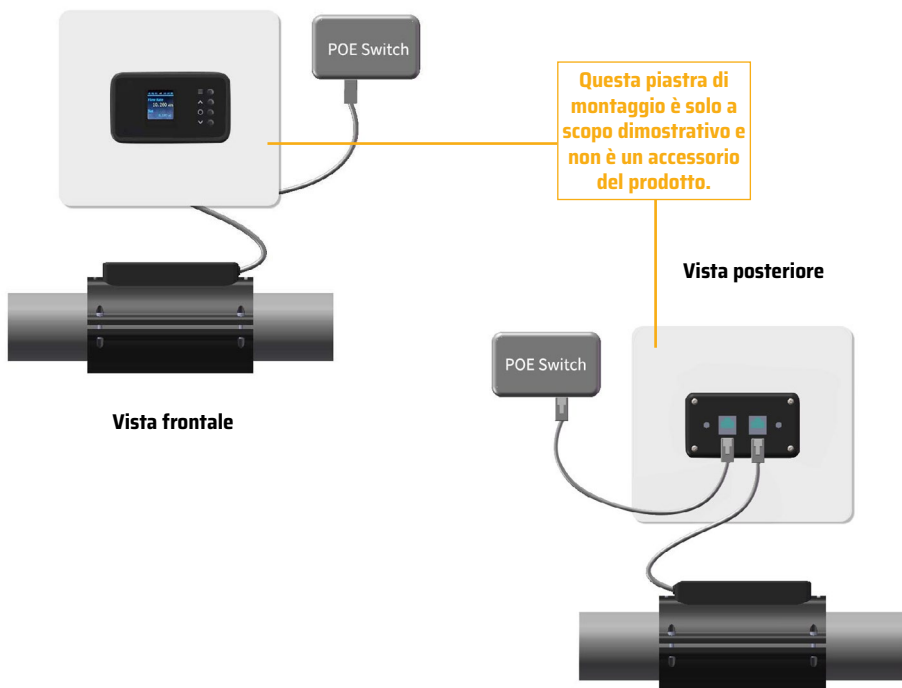 POE Switch
Questa piastra di
montaggio è solo a
scopo dimostrativo e
non è un accessorio
del prodotto.
Vista posteriore
POE Switch
Vista frontale